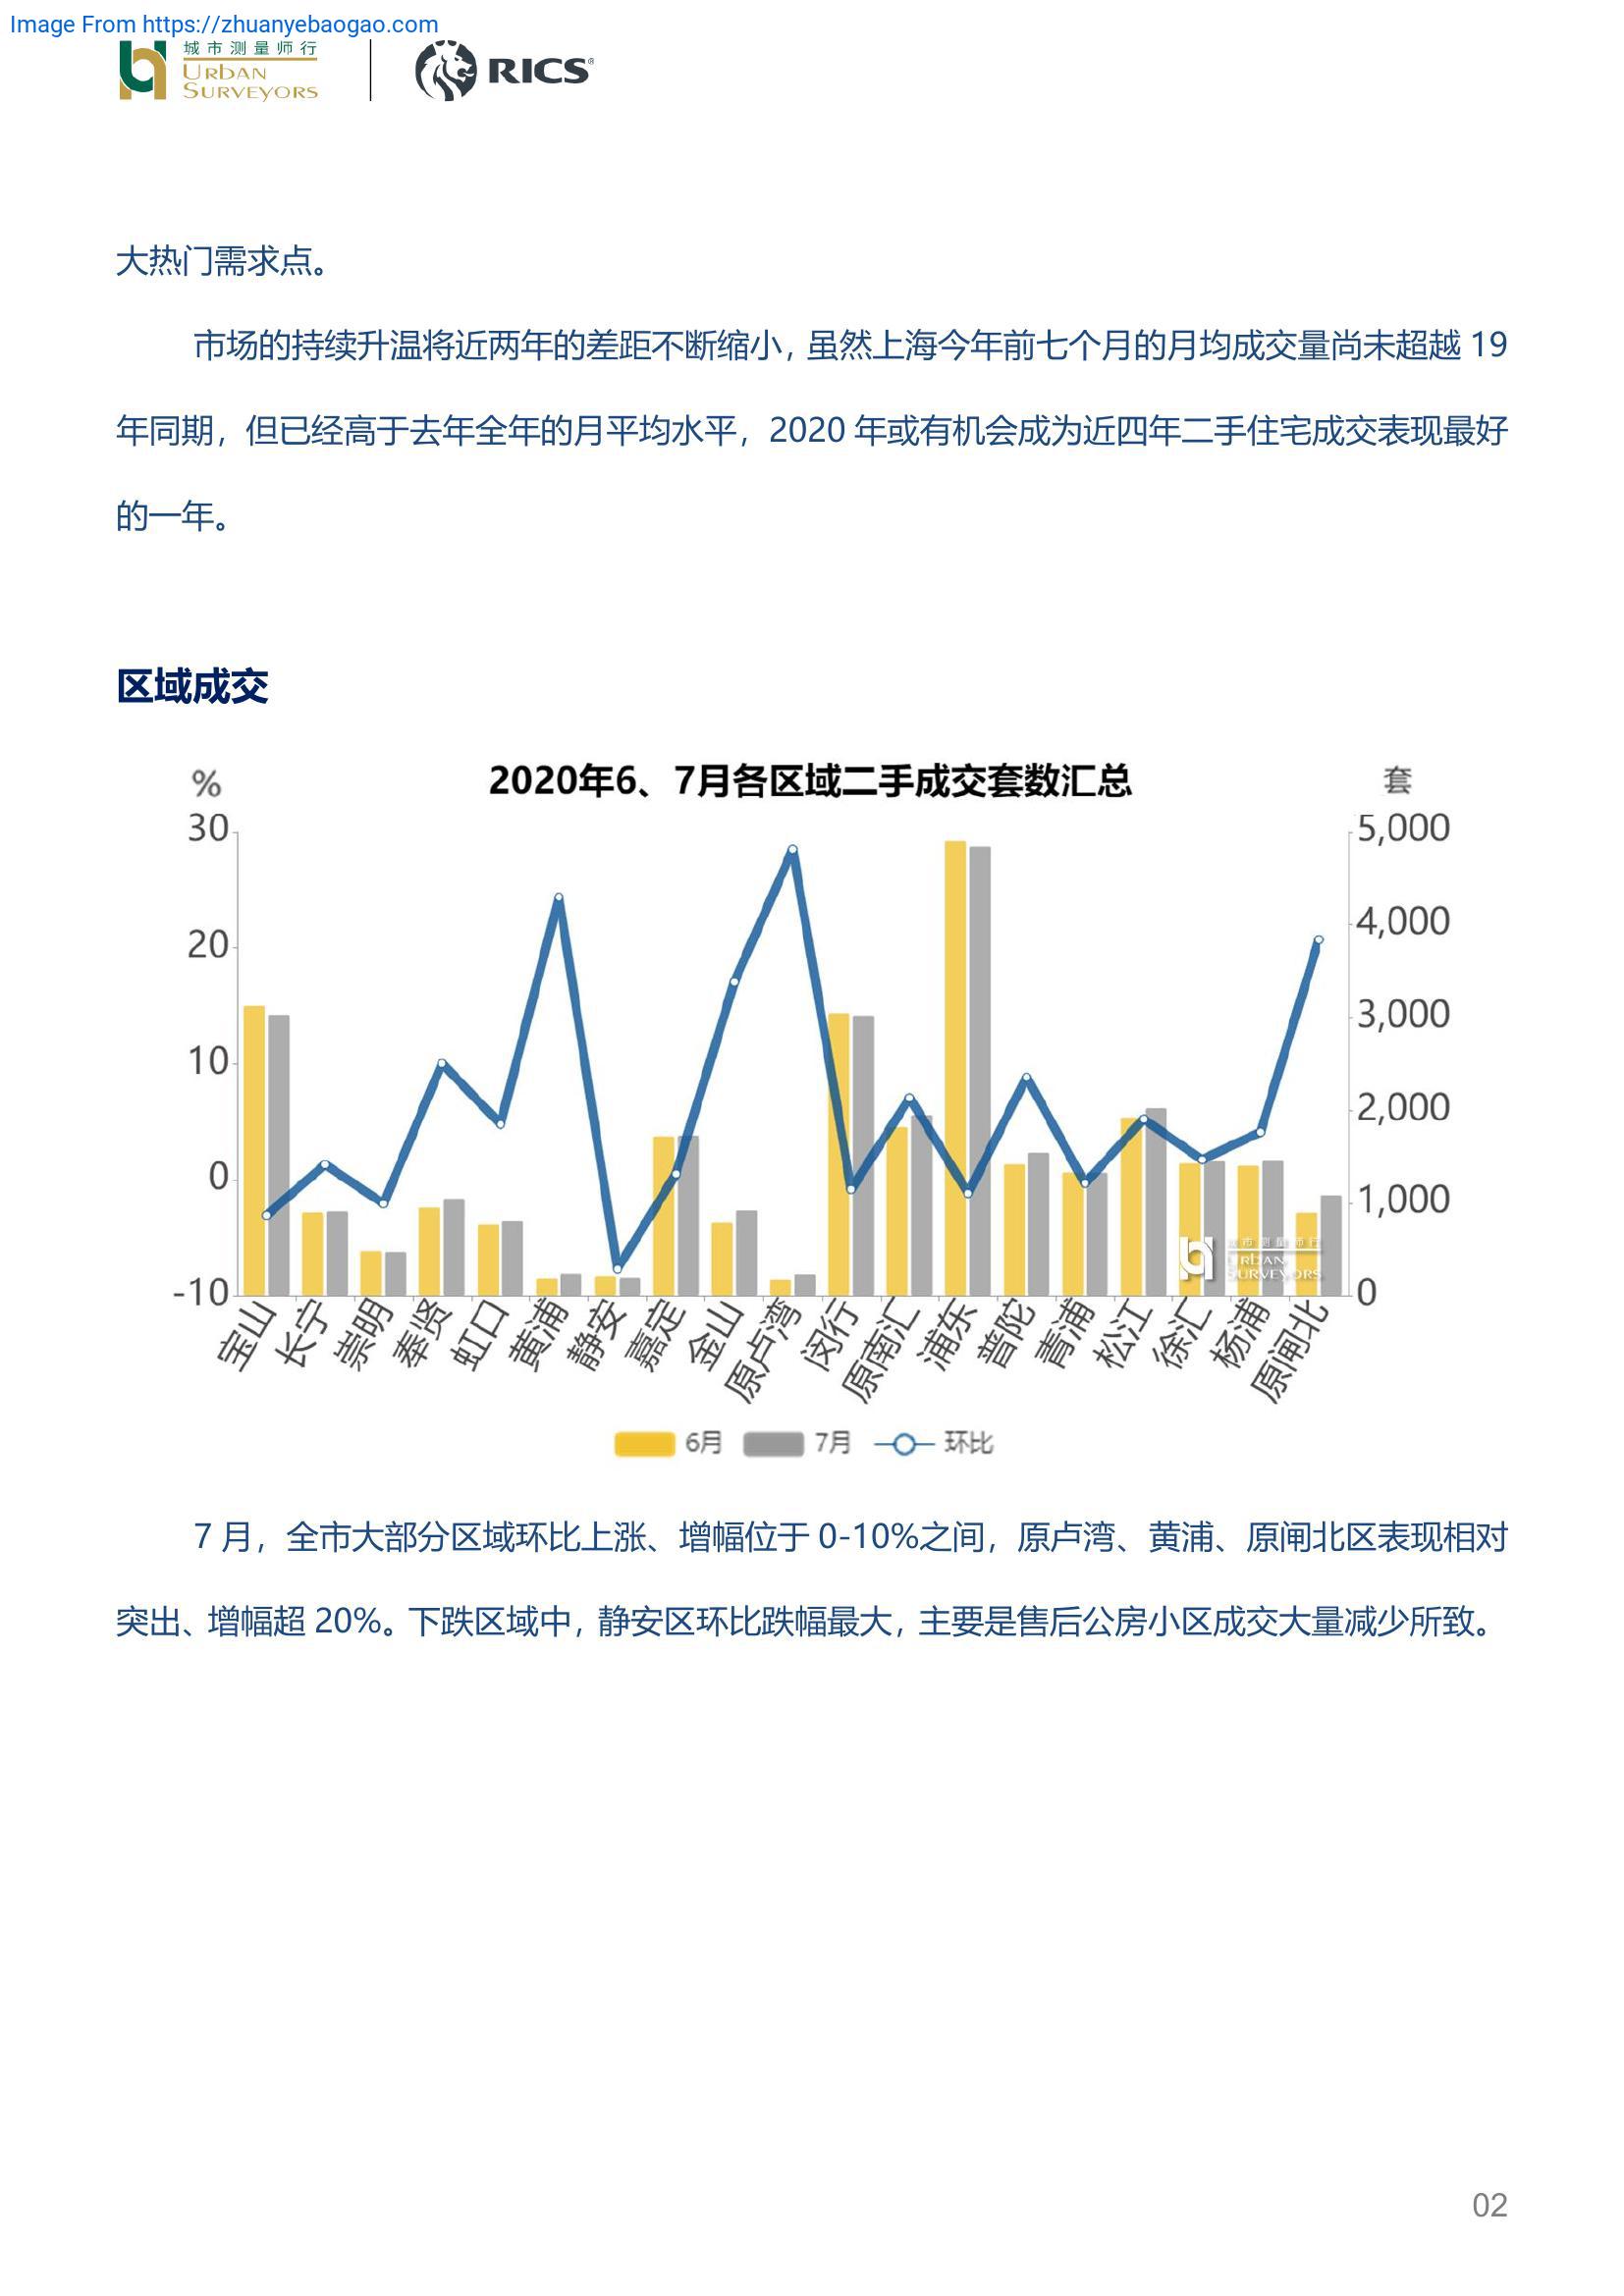 Image From https://zhuanyebaogao.com
城市测量师行
URBAN
SURVEYORS
RICS®
大热门需求点。
市场的持续升温将近两年的差距不断缩小，虽然上海今年前七个月的月均成交量尚未超越 19
年同期，但已经高于去年全年的月平均水平，2020 年或有机会成为近四年二手住宅成交表现最好
的一年。
区域成交
2020年6、7月各区域二手成交套数汇总
%
套
30
20
10
0
-10
5,000
4,000
3,000
2,000
1,000
0
城市测量师行
URBAN
SURVEYORS
宝山
长宁
崇明
奉贤
虹口
黄浦
静安
嘉定
金山
原卢湾
闵行
原南汇
浦东
普陀
青浦
松江
徐汇
杨浦
原闸北
6月
7月
环比
7 月，全市大部分区域环比上涨、增幅位于 0-10%之间，原卢湾、黄浦、原闸北区表现相对
突出、增幅超 20%。下跌区域中，静安区环比跌幅最大，主要是售后公房小区成交大量减少所致。
02